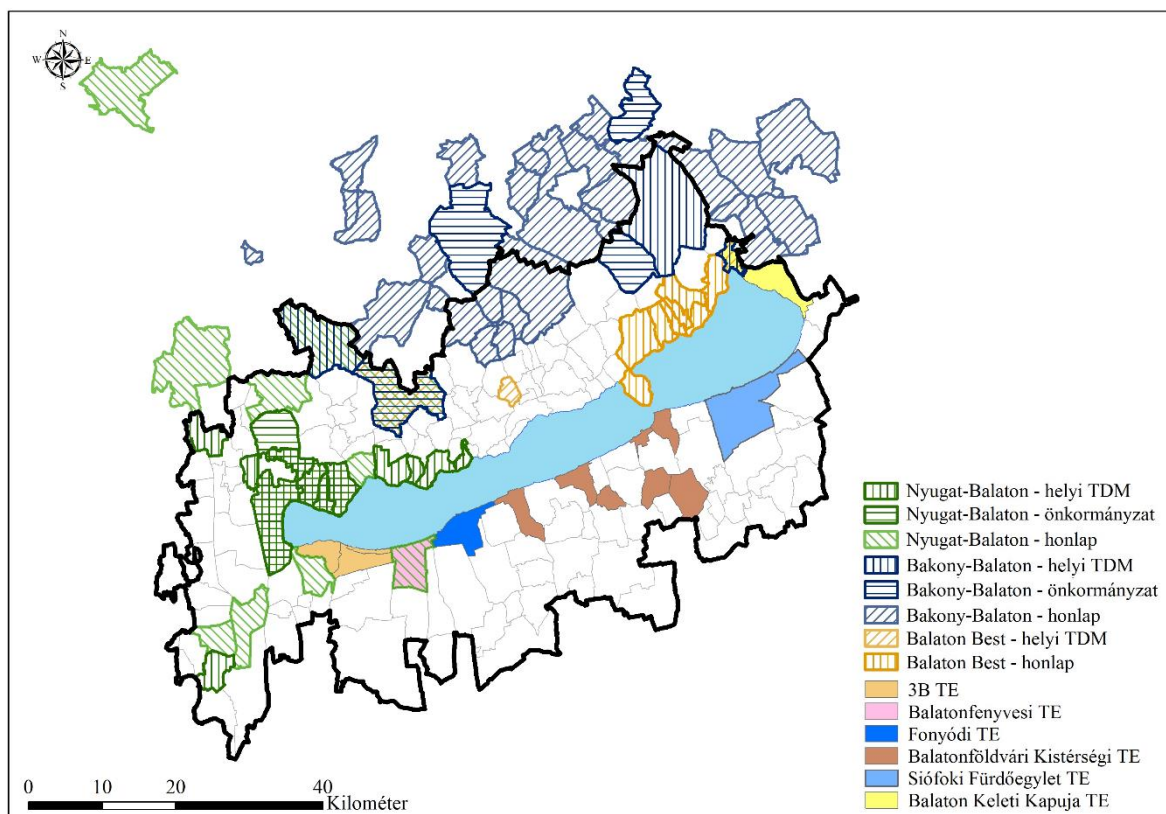 N
W E
S
Nyugat-Balaton - helyi TDM
Nyugat-Balaton - önkormányzat
Nyugat-Balaton - honlap
Bakony-Balaton - helyi TDM
Bakony-Balaton - önkormányzat
Bakony-Balaton - honlap
Balaton Best - helyi TDM
Balaton Best - honlap
3B TE
Balatonfenyvesi TE
Fonyódi TE
Balatonföldvári Kistérségi TE
Siófoki Fürdőegylet TE
Balaton Keleti Kapuja TE
0 10 20 40
Kilométer